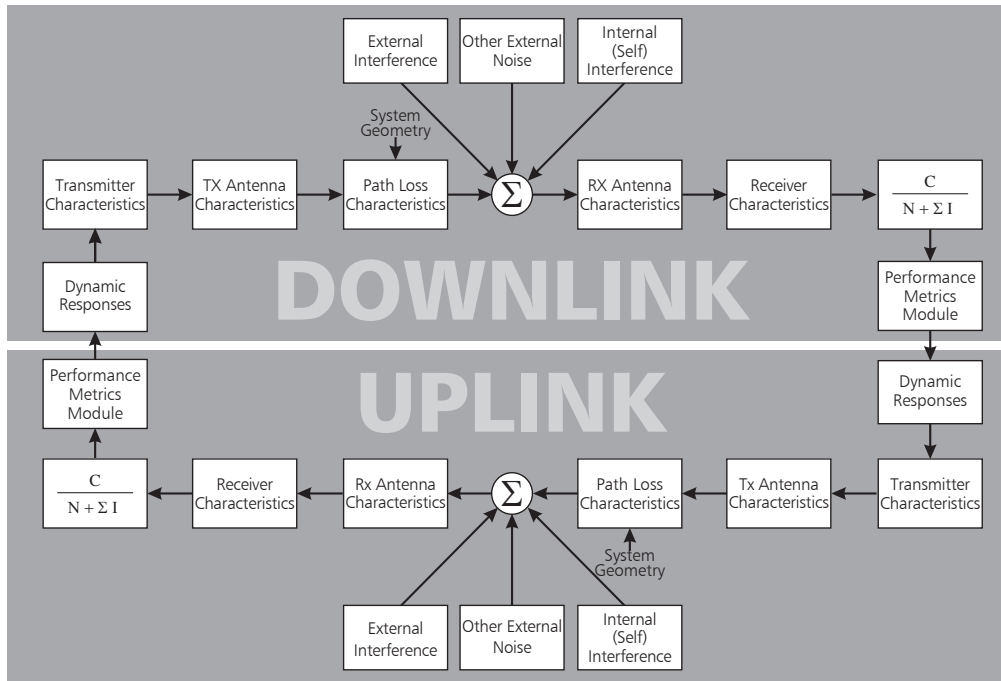 External
Interference
Other External
Noise
Internal
(Self)
Interference
System
Geometry
Transmitter
Characteristics
TX Antenna
Characteristics
Path Loss
Characteristics
Σ
RX Antenna
Characteristics
Receiver
Characteristics
C
N + Σ I
Dynamic
Responses
DOWNLINK
Performance
Metrics
Module
Performance
Metrics
Module
UPLINK
Dynamic
Responses
C
N + Σ I
Receiver
Characteristics
Rx Antenna
Characteristics
Σ
Path Loss
Characteristics
Tx Antenna
Characteristics
Transmitter
Characteristics
System
Geometry
External
Interference
Other External
Noise
Internal
(Self)
Interference